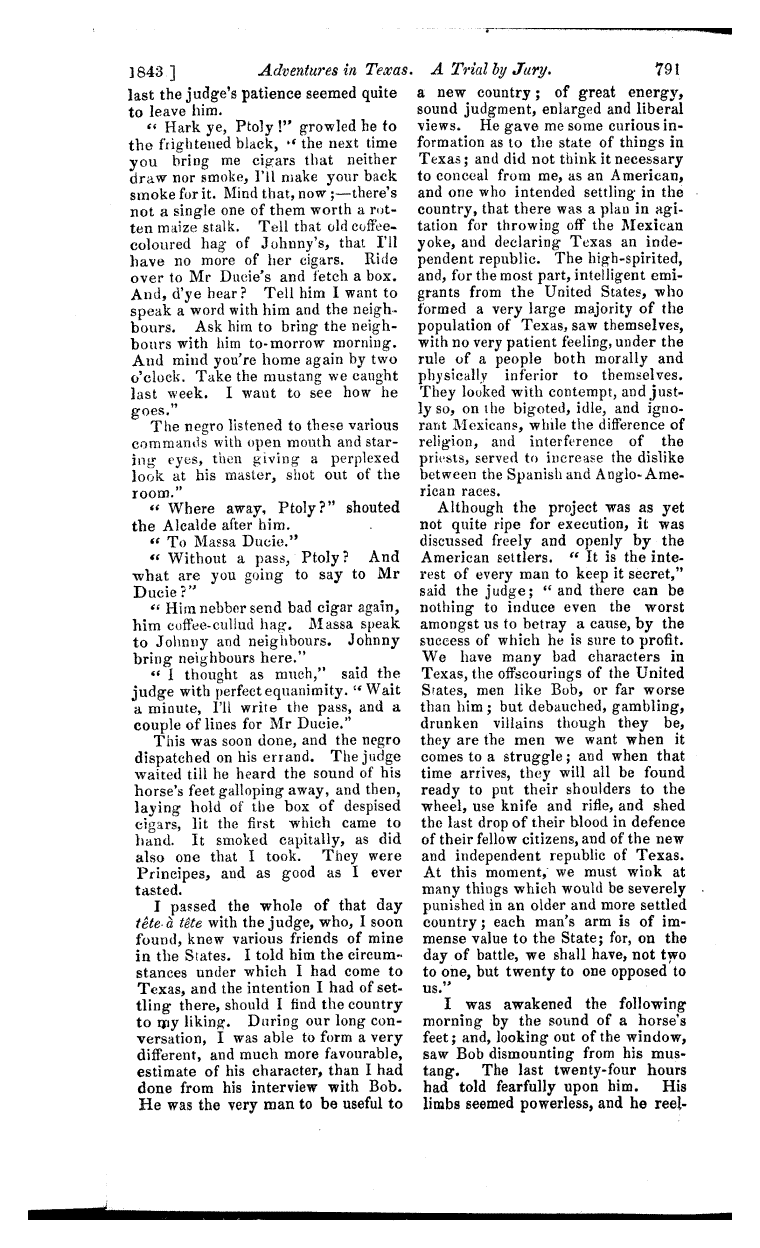 1843 ] Adventures in Texas. A Trial by Jury. 791
last the judge's patience seemed quite
to leave him.
“ Hark ye, Ptoly !” growled he to
the frightened black, “ the next time
you bring me cigars that neither
draw nor smoke, I'll make your back
smoke for it. Mind that, now ;—there's
not a single one of them worth a rot-
ten maize stalk. Tell that old coffee-
coloured hag of Johnny's, that I'll
have no more of her cigars. Ride
over to Mr Ducie's and fetch a box.
And, d'ye hear? Tell him I want to
speak a word with him and the neigh-
bours. Ask him to bring the neigh-
bours with him to-morrow morning.
And mind you're home again by two
o'clock. Take the mustang we caught
last week. I want to see how he
goes.”
The negro listened to these various
commands with open mouth and star-
ing eyes, then giving a perplexed
look at his master, shot out of the
room.”
“ Where away, Ptoly?” shouted
the Alcalde after him.
“ To Massa Ducie.”
“ Without a pass, Ptoly? And
what are you going to say to Mr
Ducie?”
“ Him nebber send bad cigar again,
him coffee-cullud hag. Massa speak
to Johnny and neighbours. Johnny
bring neighbours here.”
“ I thought as much,” said the
judge with perfect equanimity. “ Wait
a minute, I'll write the pass, and a
couple of lines for Mr Ducie.”
This was soon done, and the negro
dispatched on his errand. The judge
waited till he heard the sound of his
horse's feet galloping away, and then,
laying hold of the box of despised
cigars, lit the first which came to
hand. It smoked capitally, as did
also one that I took. They were
Principes, and as good as I ever
tasted.
I passed the whole of that day
tête-à tête with the judge, who, I soon
found, knew various friends of mine
in the States. I told him the circum-
stances under which I had come to
Texas, and the intention I had of set-
tling there, should I find the country
to my liking. During our long con-
versation, I was able to form a very
different, and much more favourable,
estimate of his character, than I had
done from his interview with Bob.
He was the very man to be useful to
a new country; of great energy,
sound judgment, enlarged and liberal
views. He gave me some curious in-
formation as to the state of things in
Texas; and did not think it necessary
to conceal from me, as an American,
and one who intended settling in the
country, that there was a plan in agi-
tation for throwing off the Mexican
yoke, and declaring Texas an inde-
pendent republic. The high-spirited,
and, for the most part, intelligent emi-
grants from the United States, who
formed a very large majority of the
population of Texas, saw themselves,
with no very patient feeling, under the
rule of a people both morally and
physically inferior to themselves.
They looked with contempt, and just-
ly so, on the bigoted, idle, and igno-
rant Mexicans, while the difference of
religion, and interference of the
priests, served to increase the dislike
between the Spanish and Anglo-Ame-
rican races.
Although the project was as yet
not quite ripe for execution, it was
discussed freely and openly by the
American settlers. “ It is the inte-
rest of every man to keep it secret,”
said the judge; “ and there can be
nothing to induce even the worst
amongst us to betray a cause, by the
success of which he is sure to profit.
We have many bad characters in
Texas, the offscourings of the United
States, men like Bob, or far worse
than him; but debauched, gambling,
drunken villains though they be,
they are the men we want when it
comes to a struggle; and when that
time arrives, they will all be found
ready to put their shoulders to the
wheel, use knife and rifle, and shed
the last drop of their blood in defence
of their fellow citizens, and of the new
and independent republic of Texas.
At this moment, we must wink at
many things which would be severely
punished in an older and more settled
country; each man's arm is of im-
mense value to the State; for, on the
day of battle, we shall have, not two
to one, but twenty to one opposed to
us.”
I was awakened the following
morning by the sound of a horse's
feet; and, looking out of the window,
saw Bob dismounting from his mus-
tang. The last twenty-four hours
had told fearfully upon him. His
limbs seemed powerless, and he reel-